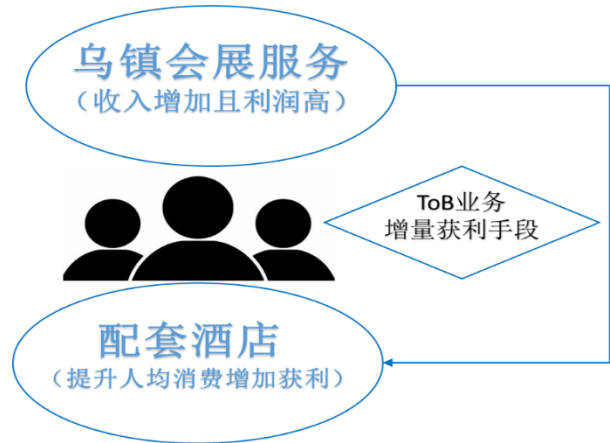 乌镇会展服务
（收入增加且利润高）
ToB业务
增量获利手段
配套酒店
（提升人均消费增加获利）